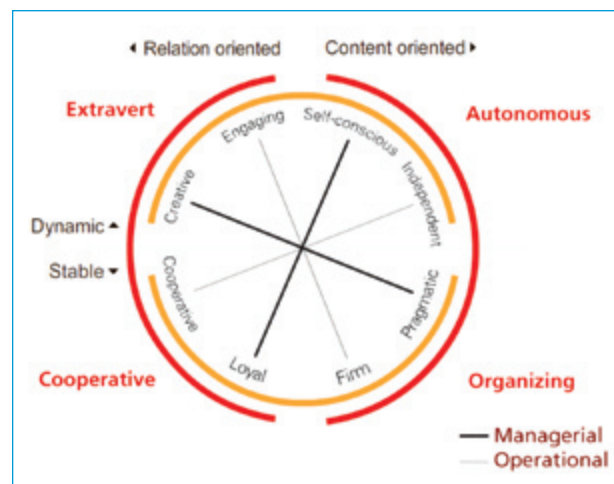 ◄ Relation oriented
Content oriented ►
Extravert
Autonomous
Engaging
Self-conscious
Creative
Independent
Dynamic ▲
Stable ▼
Cooperative
Pragmatic
Loyal
Firm
Cooperative
Organizing
Managerial
Operational